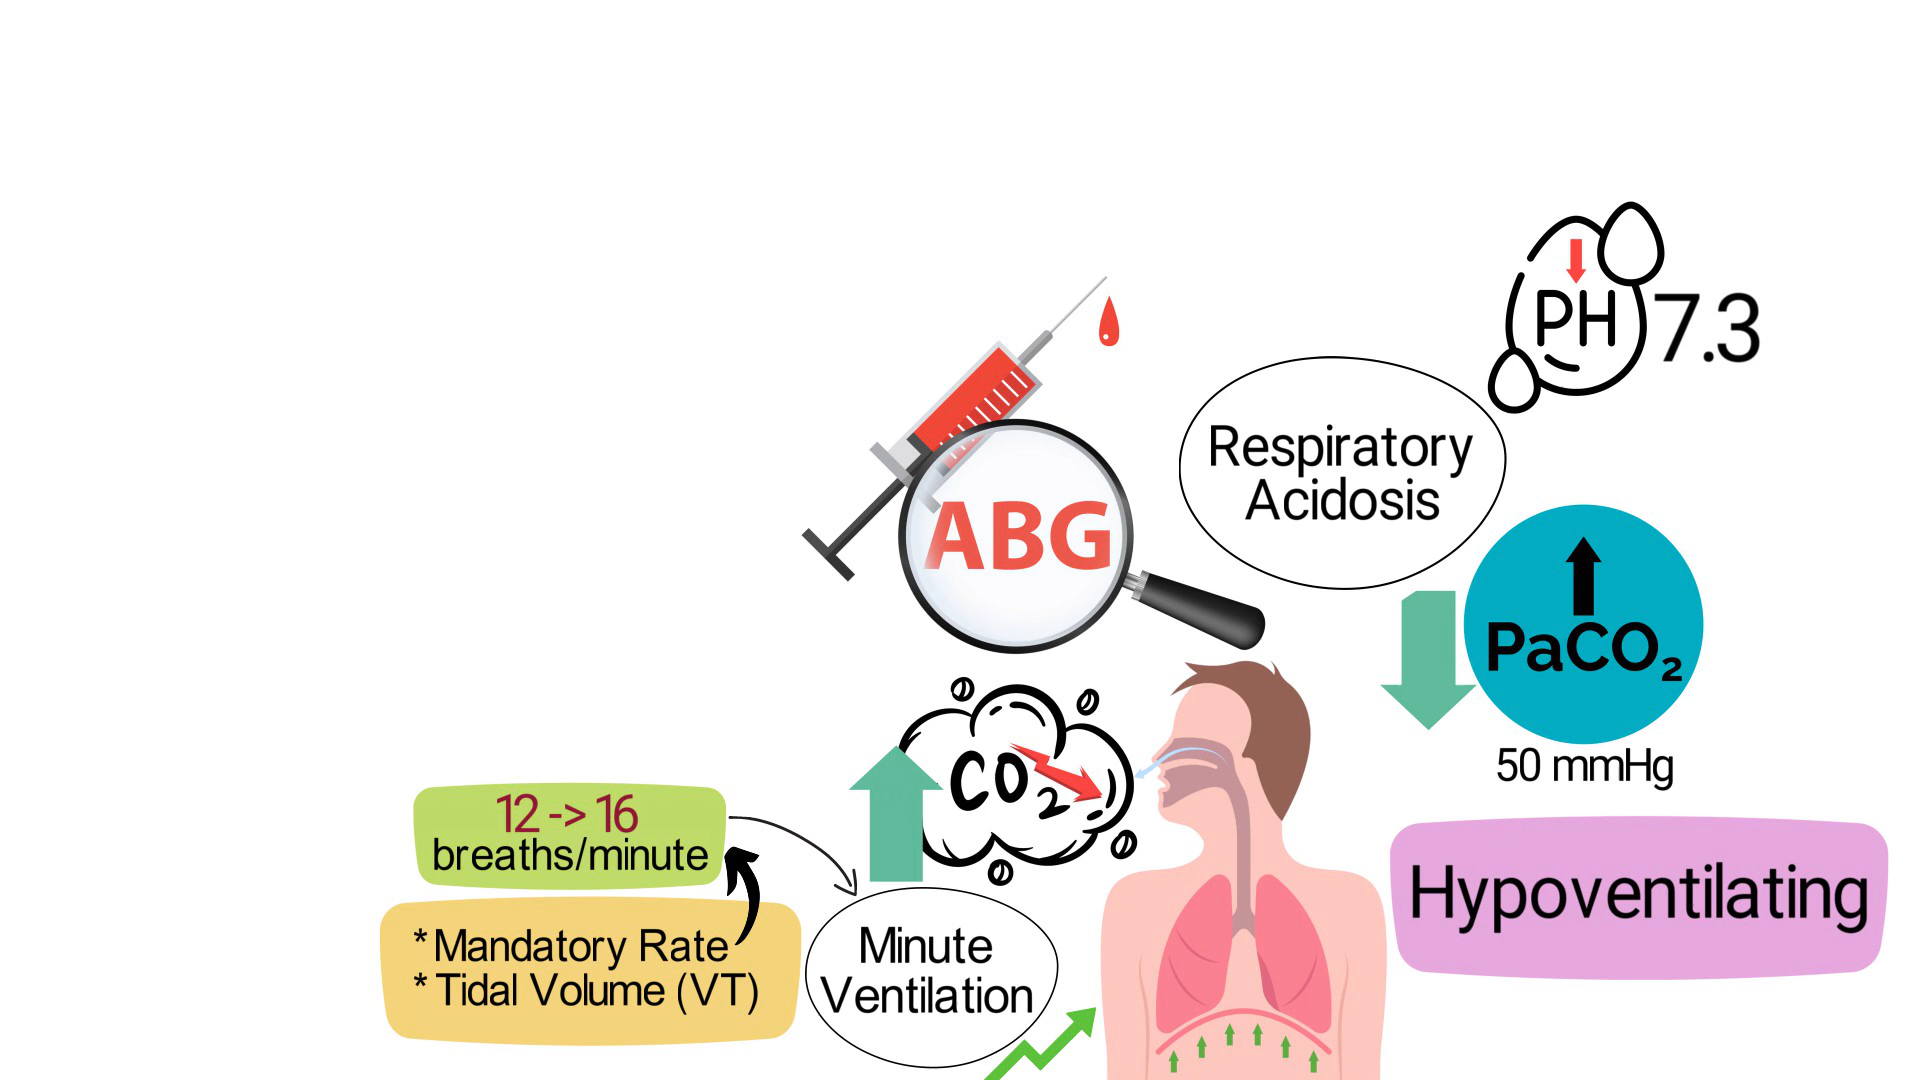 PH 7.3
Respiratory
Acidosis
ABG
PaCO₂
50 mmHg
CO₂
12 -> 16
breaths/minute
* Mandatory Rate
* Tidal Volume (VT)
Minute
Ventilation
Hypoventilating